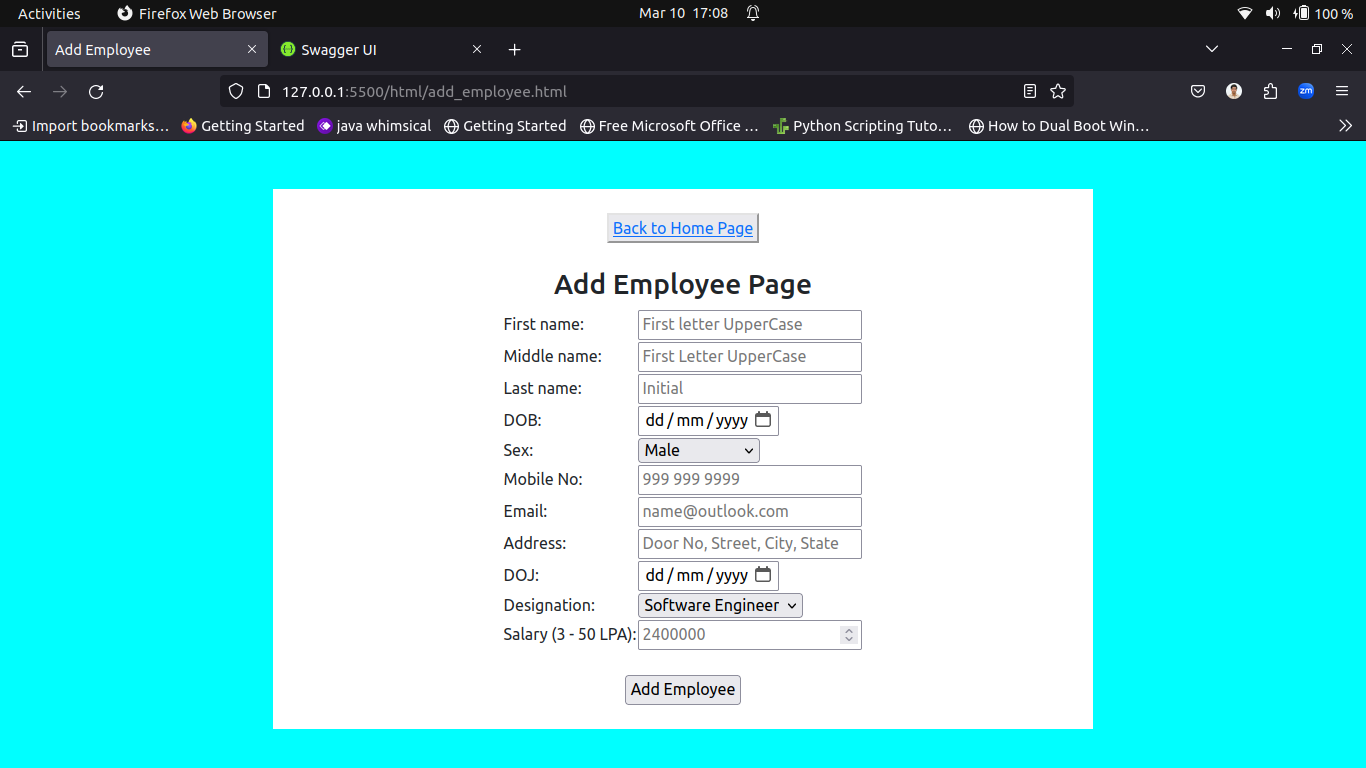 Activities Firefox Web Browser Mar 10 17:08 100 %
Add Employee Swagger UI
127.0.0.1:5500/html/add_employee.html zm
Import bookmarks… Getting Started java whimsical Getting Started Free Microsoft Office … Python Scripting Tuto… How to Dual Boot Win…
Back to Home Page
Add Employee Page
First name: First letter UpperCase
Middle name: First Letter UpperCase
Last name: Initial
DOB: dd/mm/yyyy
Sex: Male
Mobile No: 999 999 9999
Email: name@outlook.com
Address: Door No, Street, City, State
DOJ: dd/mm/yyyy
Designation: Software Engineer
Salary (3 - 50 LPA): 2400000
Add Employee